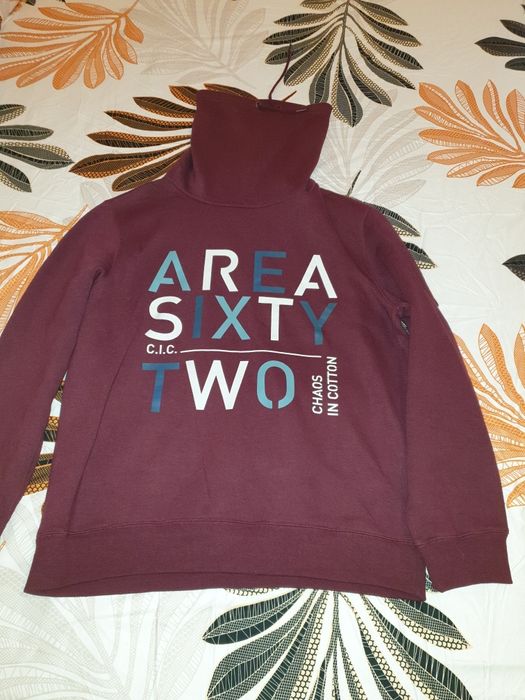 AREA
SIXTY
C.I.C.
TWO
CHAOS
IN COTTON